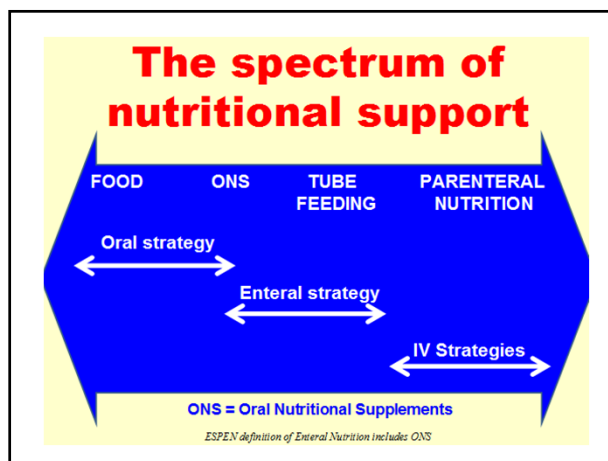 The spectrum of
nutritional support
FOOD ONS TUBE FEEDING PARENTERAL NUTRITION
Oral strategy
Enteral strategy
IV Strategies
ONS = Oral Nutritional Supplements
ESPEN definition of Enteral Nutrition includes ONS